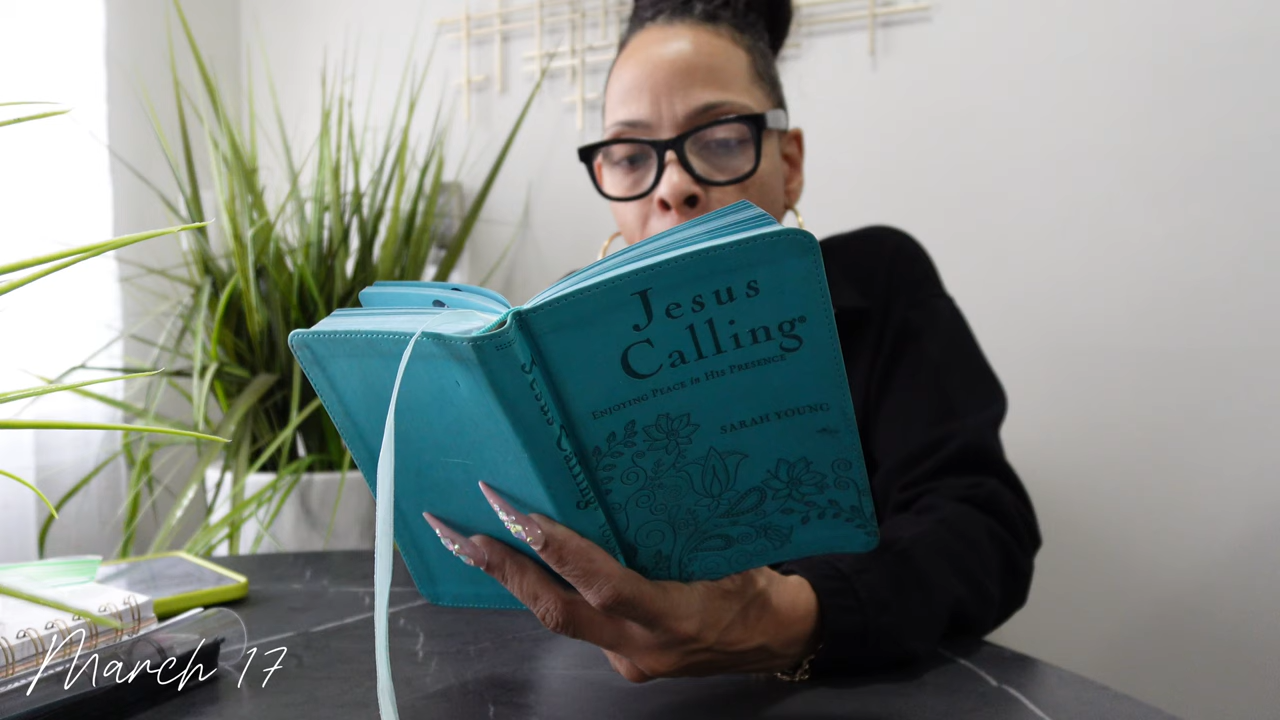 Jesus
Calling®
Enjoying Peace in His Presence
SARAH YOUNG
Jesus Calling
March 17